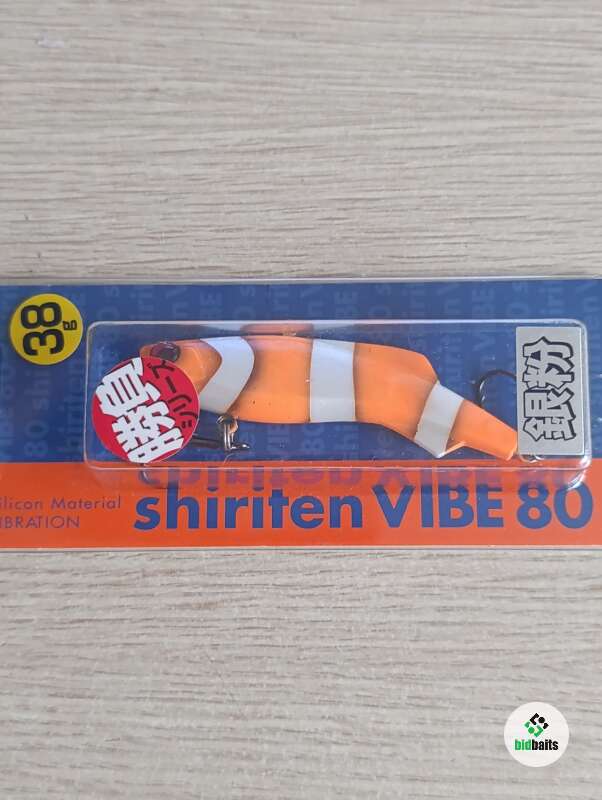 38g
勝負
シリーズ
銀粉
ilicon Material
IBRATION
shiriten VIBE 80
bidbaits